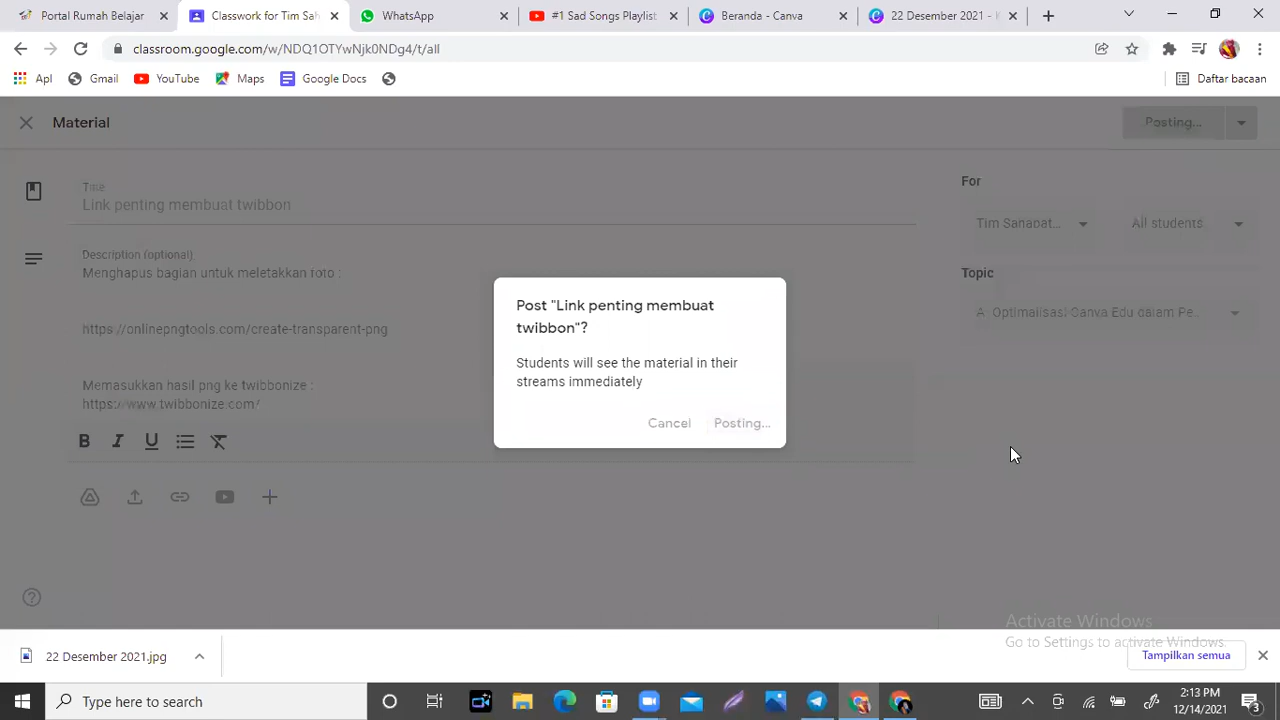 Portal Rumah Belajar
Classwork for Tim Sah
WhatsApp
#1 Sad Songs Playlist
Beranda - Canva
22 Desember 2021 -
classroom.google.com/w/NDQ1OTYwNjk0NDg4/t/all
Apl
Gmail
YouTube
Maps
Google Docs
Daftar bacaan
Material
Posting...
Title
Link penting membuat twibbon
Description (optional)
Menghapus bagian untuk meletakkan foto :
https://onlinepngtools.com/create-transparent-png
Memasukkan hasil png ke twibbonize :
https://www.twibbonize.com/
B I U
For
Tim Sahabat...
All students
Topic
A. Optimalisasi Canva Edu dalam Pe...
Post "Link penting membuat
twibbon"?
Students will see the material in their
streams immediately
Cancel
Posting...
Activate Windows
Go to Settings to activate Windows.
22 Desember 2021.jpg
Tampilkan semua
Type here to search
2:13 PM
12/14/2021
3